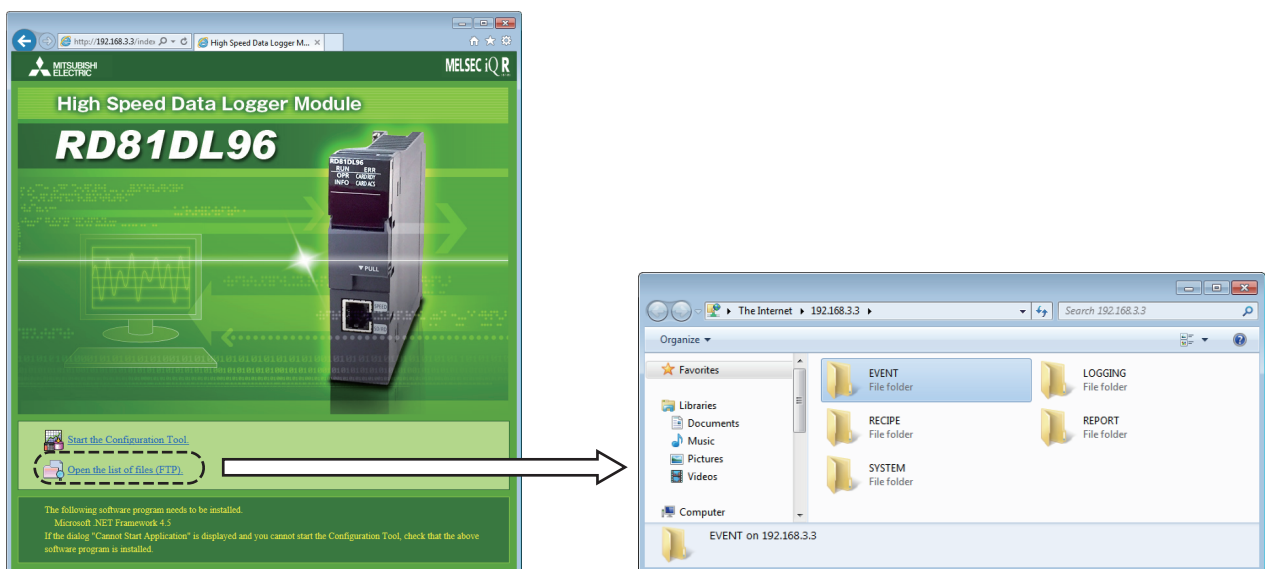 http://192.168.3.3/index
High Speed Data Logger M...
MITSUBISHI
ELECTRIC
MELSEC iQ R
High Speed Data Logger Module
RD81DL96
RD81DL96
RUN ERR
OPR CARD RDY
INFO CARD ACS
▼ PULL
SPEED
Start the Configuration Tool.
Open the list of files (FTP).
The following software program needs to be installed.
Microsoft .NET Framework 4.5
If the dialog "Cannot Start Application" is displayed and you cannot start the Configuration Tool, check that the above
software program is installed.
The Internet ▸ 192.168.3.3 ▸
Search 192.168.3.3
Organize ▼
Favorites
Libraries
Documents
Music
Pictures
Videos
Computer
EVENT
File folder
LOGGING
File folder
RECIPE
File folder
REPORT
File folder
SYSTEM
File folder
EVENT on 192.168.3.3